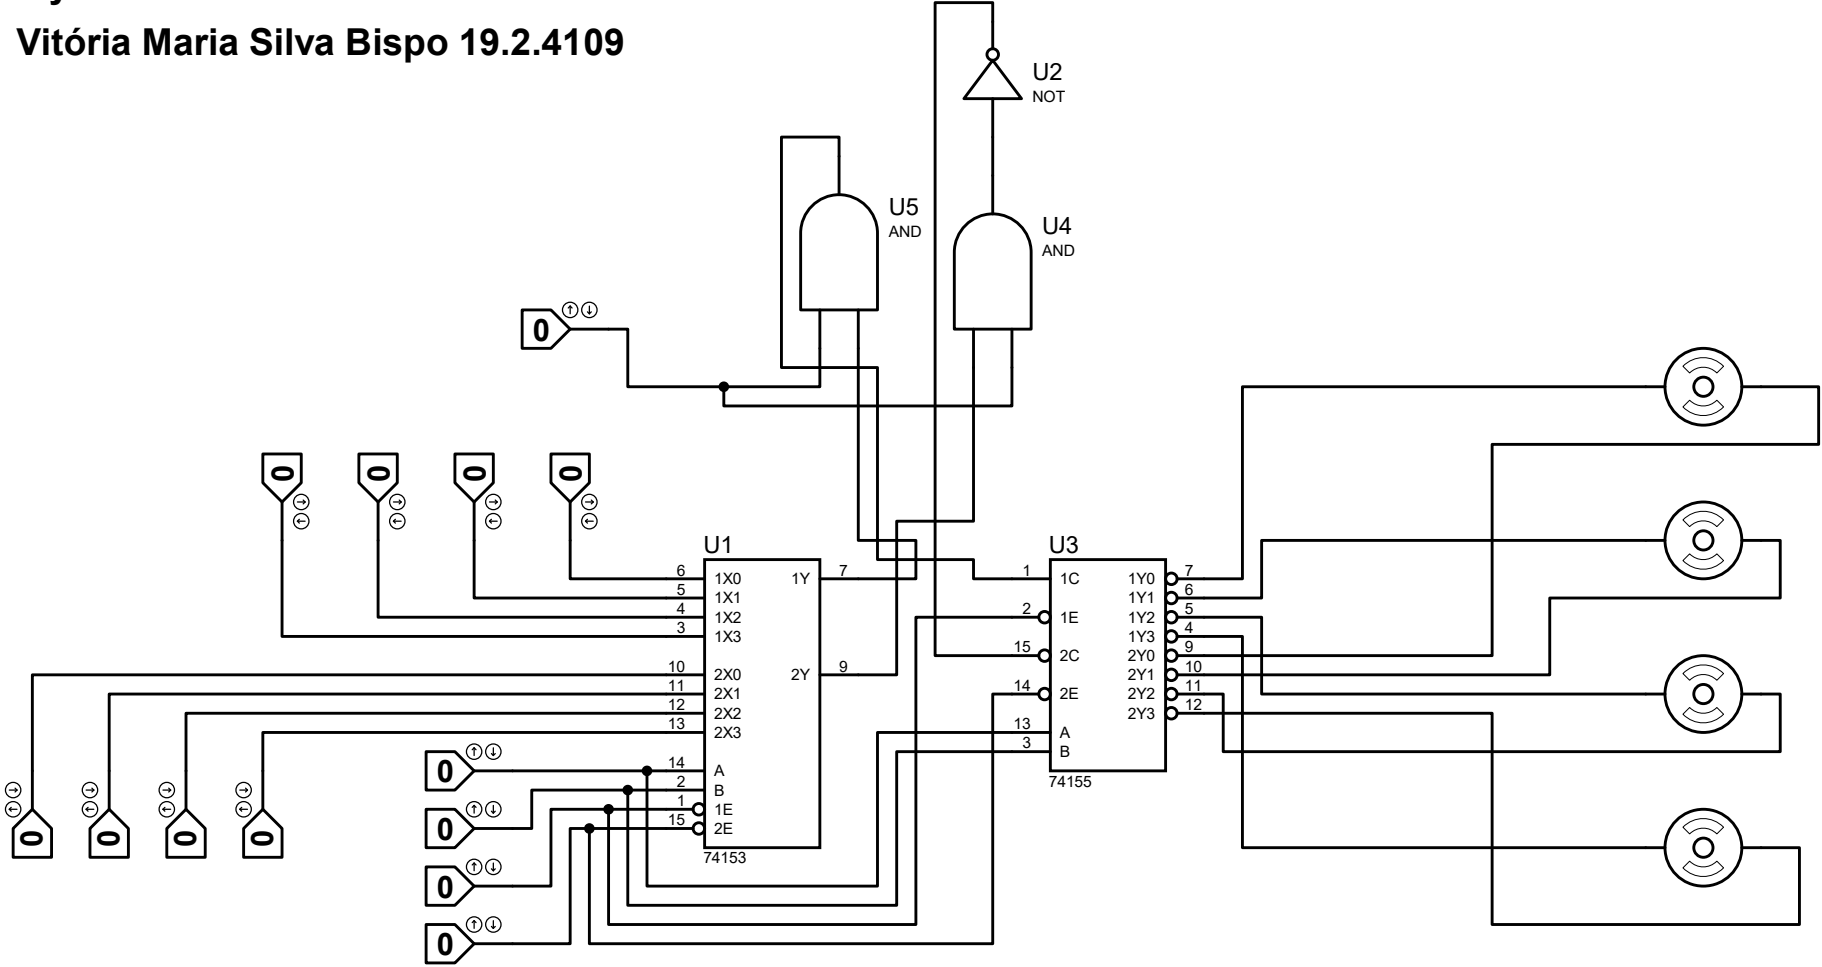 Vitória Maria Silva Bispo 19.2.4109
U2
NOT
U5
AND
U4
AND
0
0 0 0 0
U1
6 1X0 1Y 7
5 1X1
4 1X2
3 1X3
10 2X0 2Y 9
11 2X1
12 2X2
13 2X3
14 A
2 B
1 1E
15 2E
74153
U3
1 1C 1Y0 7
1Y1 6
2 1E 1Y2 5
1Y3 4
15 2C 2Y0 9
2Y1 10
14 2E 2Y2 11
2Y3 12
13 A
3 B
74155
0
0
0
0
0 0 0 0